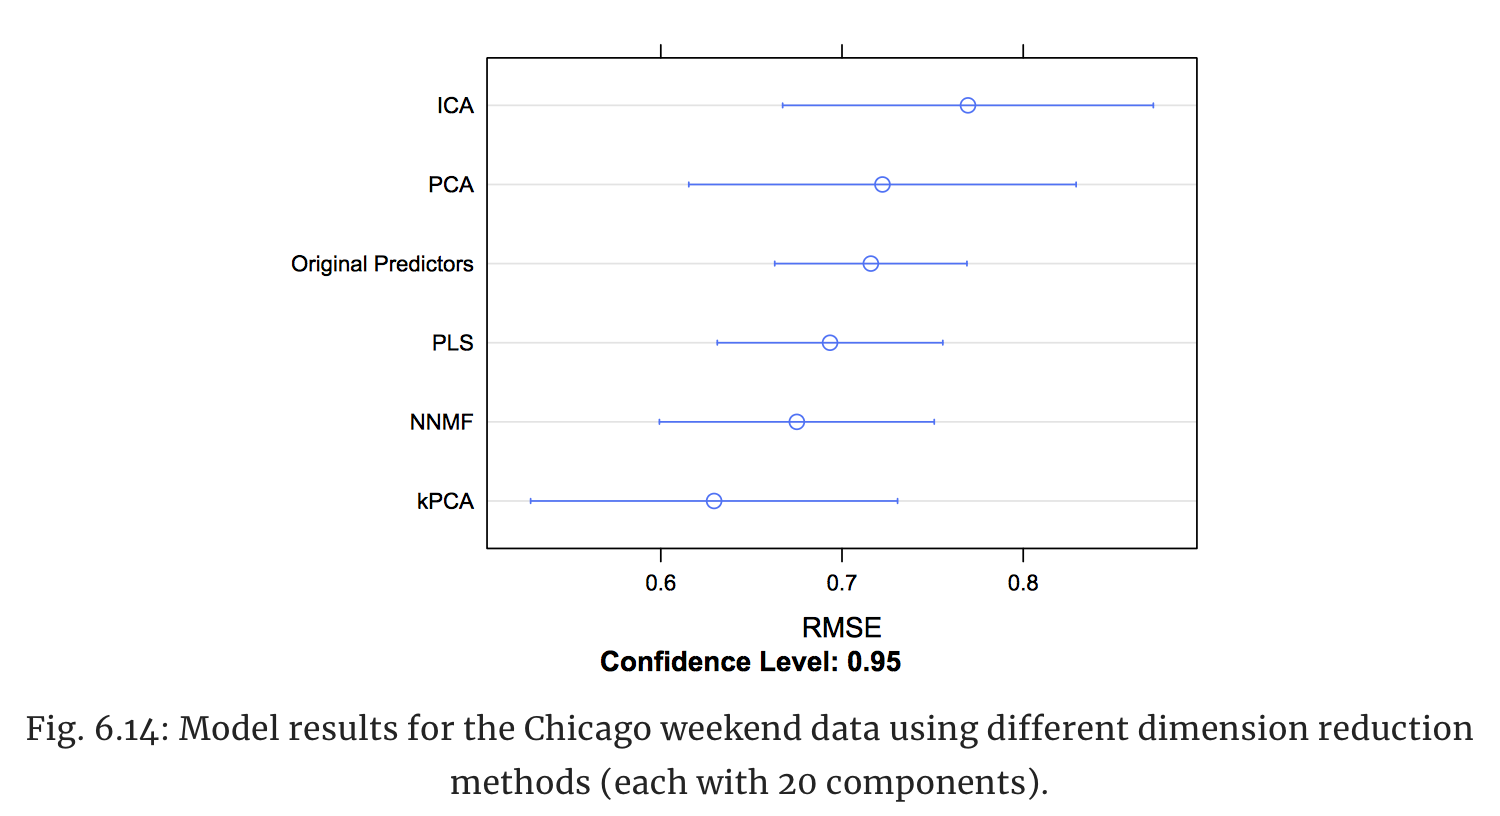 ICA
PCA
Original Predictors
PLS
NNMF
kPCA
0.6 0.7 0.8
RMSE
Confidence Level: 0.95
Fig. 6.14: Model results for the Chicago weekend data using different dimension reduction
methods (each with 20 components).